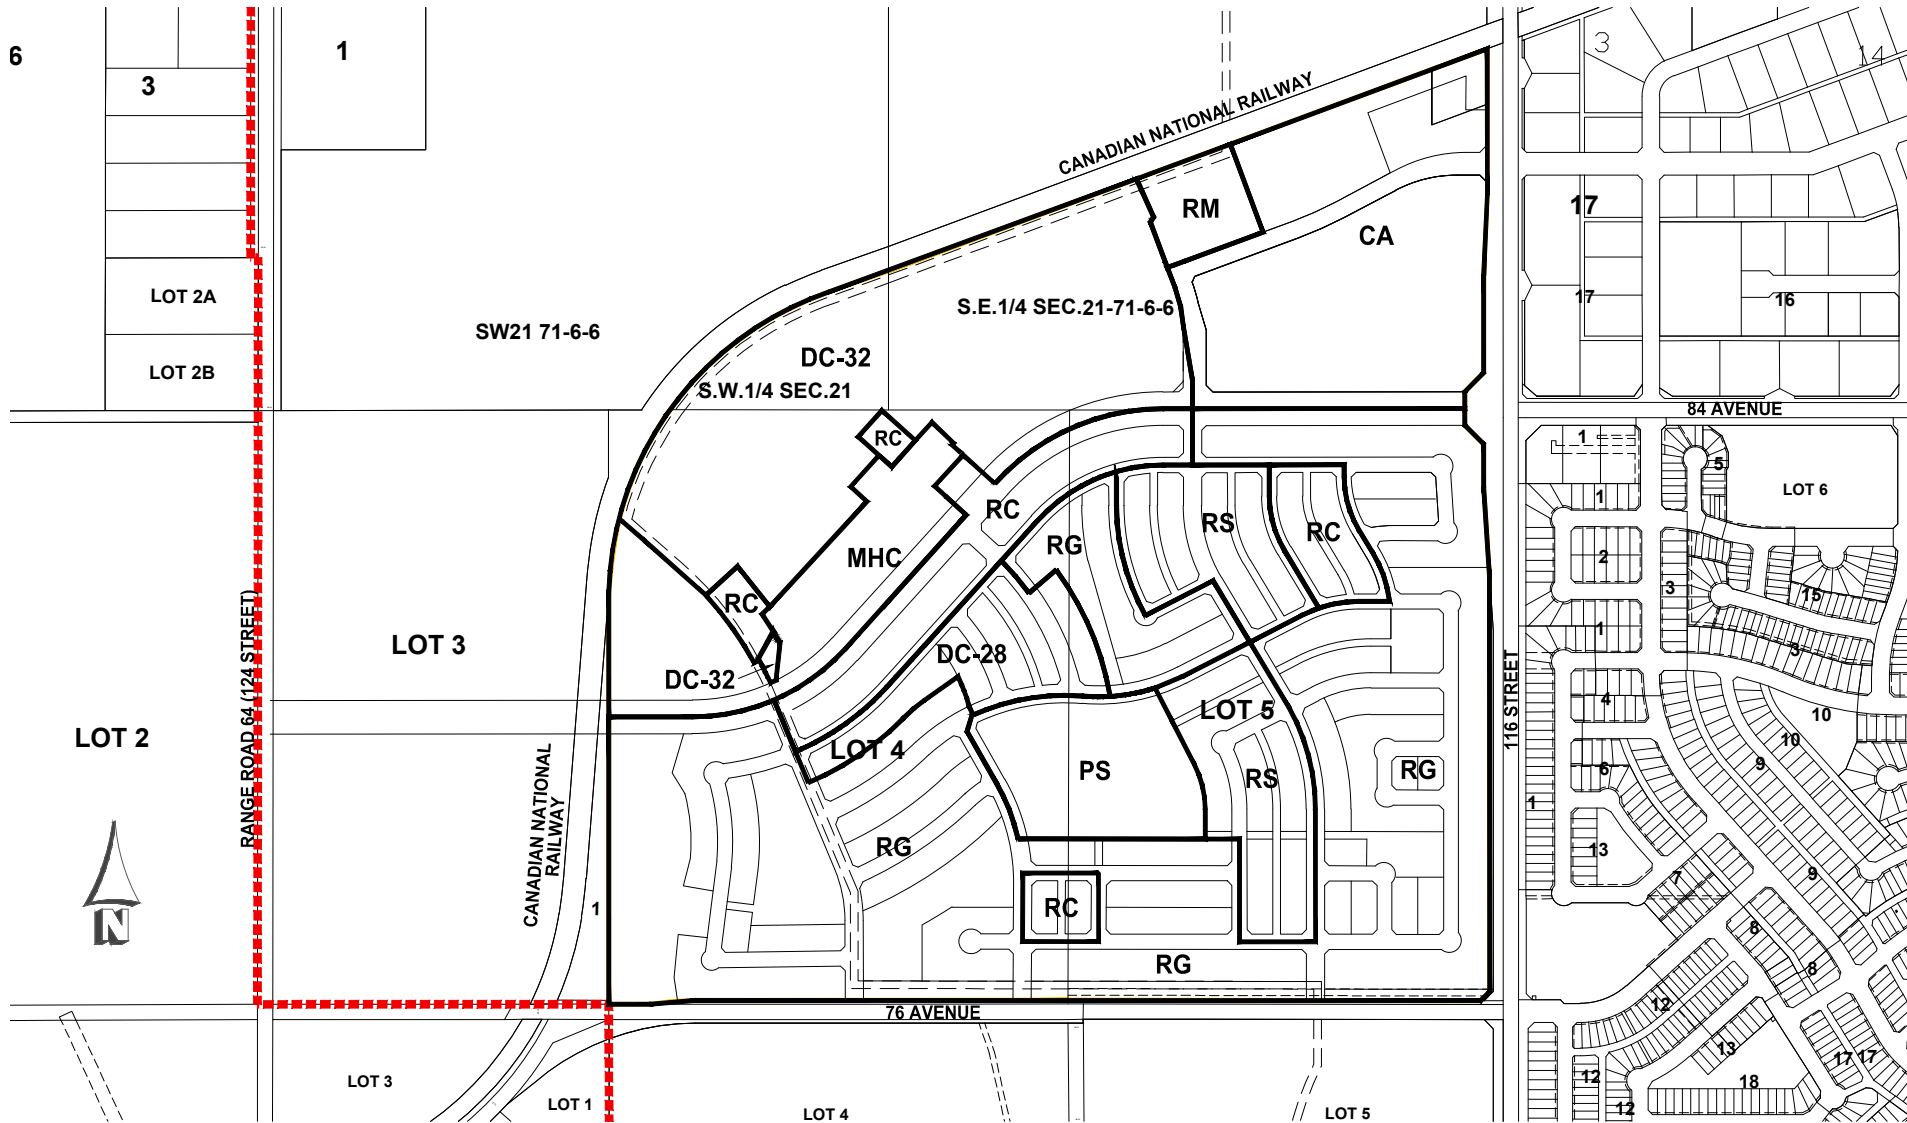 6
3
1
3
14
CANADIAN NATIONAL RAILWAY
RM
17
CA
LOT 2A
17
16
S.E.1/4 SEC.21-71-6-6
SW21 71-6-6
DC-32
LOT 2B
S.W.1/4 SEC.21
84 AVENUE
RC
1
5
LOT 6
1
RC
RS
RC
RG
MHC
2
3
15
RC
RANGE ROAD 64 (124 STREET)
1
LOT 3
DC-28
3
DC-32
116 STREET
4
LOT 5
10
LOT 2
LOT 4
10
CANADIAN NATIONAL
RAILWAY
PS
RS
RG
6
9
1
RG
13
7
9
1
RC
N
8
RG
8
12
76 AVENUE
13
17
17
LOT 3
12
18
LOT 1
LOT 4
LOT 5
12